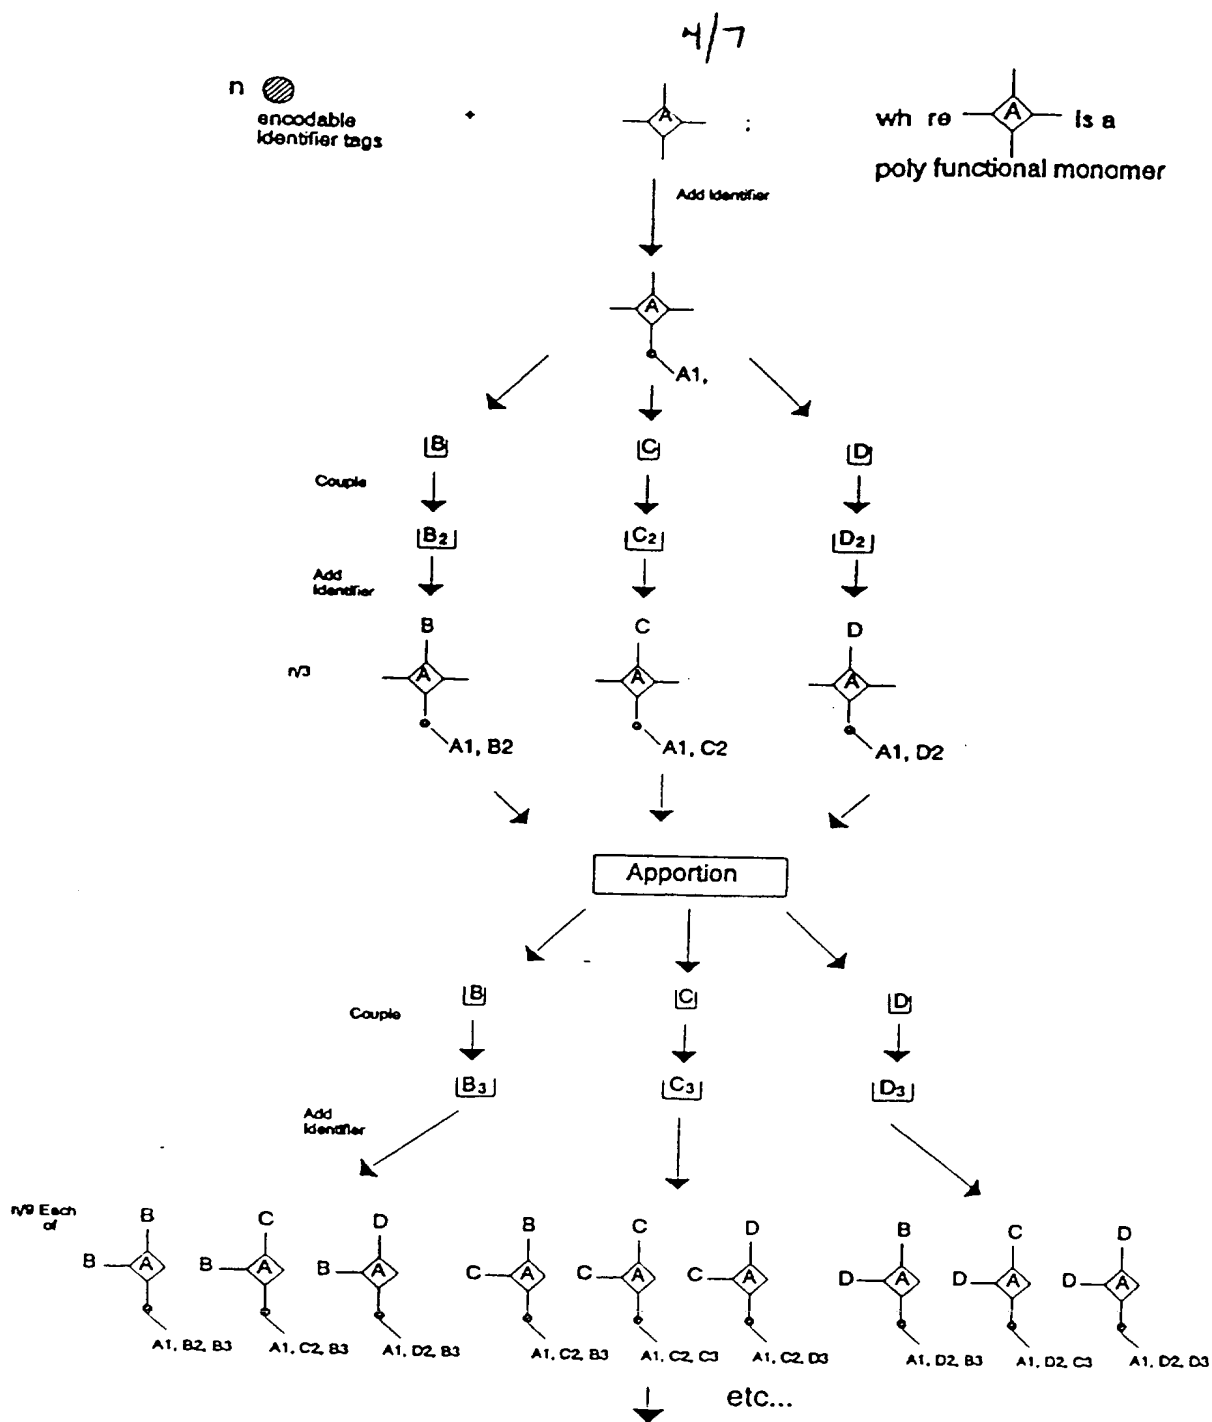 4/7
n
encodable
Identifier tags
+
A
;
wh re
A
is a
poly functional monomer
Add Identifier
A
A1,
B
C
D
Couple
B2
C2
D2
Add
Identifier
B
C
D
n/3
A
A
A
A1, B2
A1, C2
A1, D2
Apportion
B
C
D
Couple
B3
C3
D3
Add
Identifier
n/9 Each
of
B
C
D
B
C
D
B
C
D
B
A
B
A
B
A
C
A
C
A
C
A
D
A
D
A
D
A
A1, B2, B3
A1, C2, B3
A1, D2, B3
A1, C2, B3
A1, C2, C3
A1, C2, D3
A1, D2, B3
A1, D2, C3
A1, D2, D3
etc...